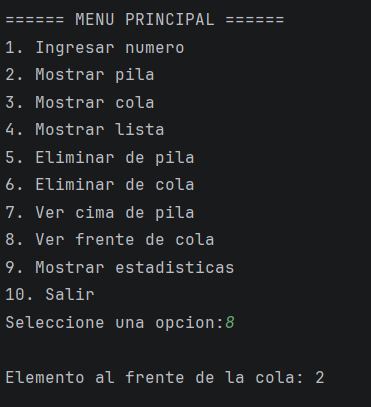 ====== MENU PRINCIPAL ======
1. Ingresar numero
2. Mostrar pila
3. Mostrar cola
4. Mostrar lista
5. Eliminar de pila
6. Eliminar de cola
7. Ver cima de pila
8. Ver frente de cola
9. Mostrar estadisticas
10. Salir
Seleccione una opcion:8
Elemento al frente de la cola: 2